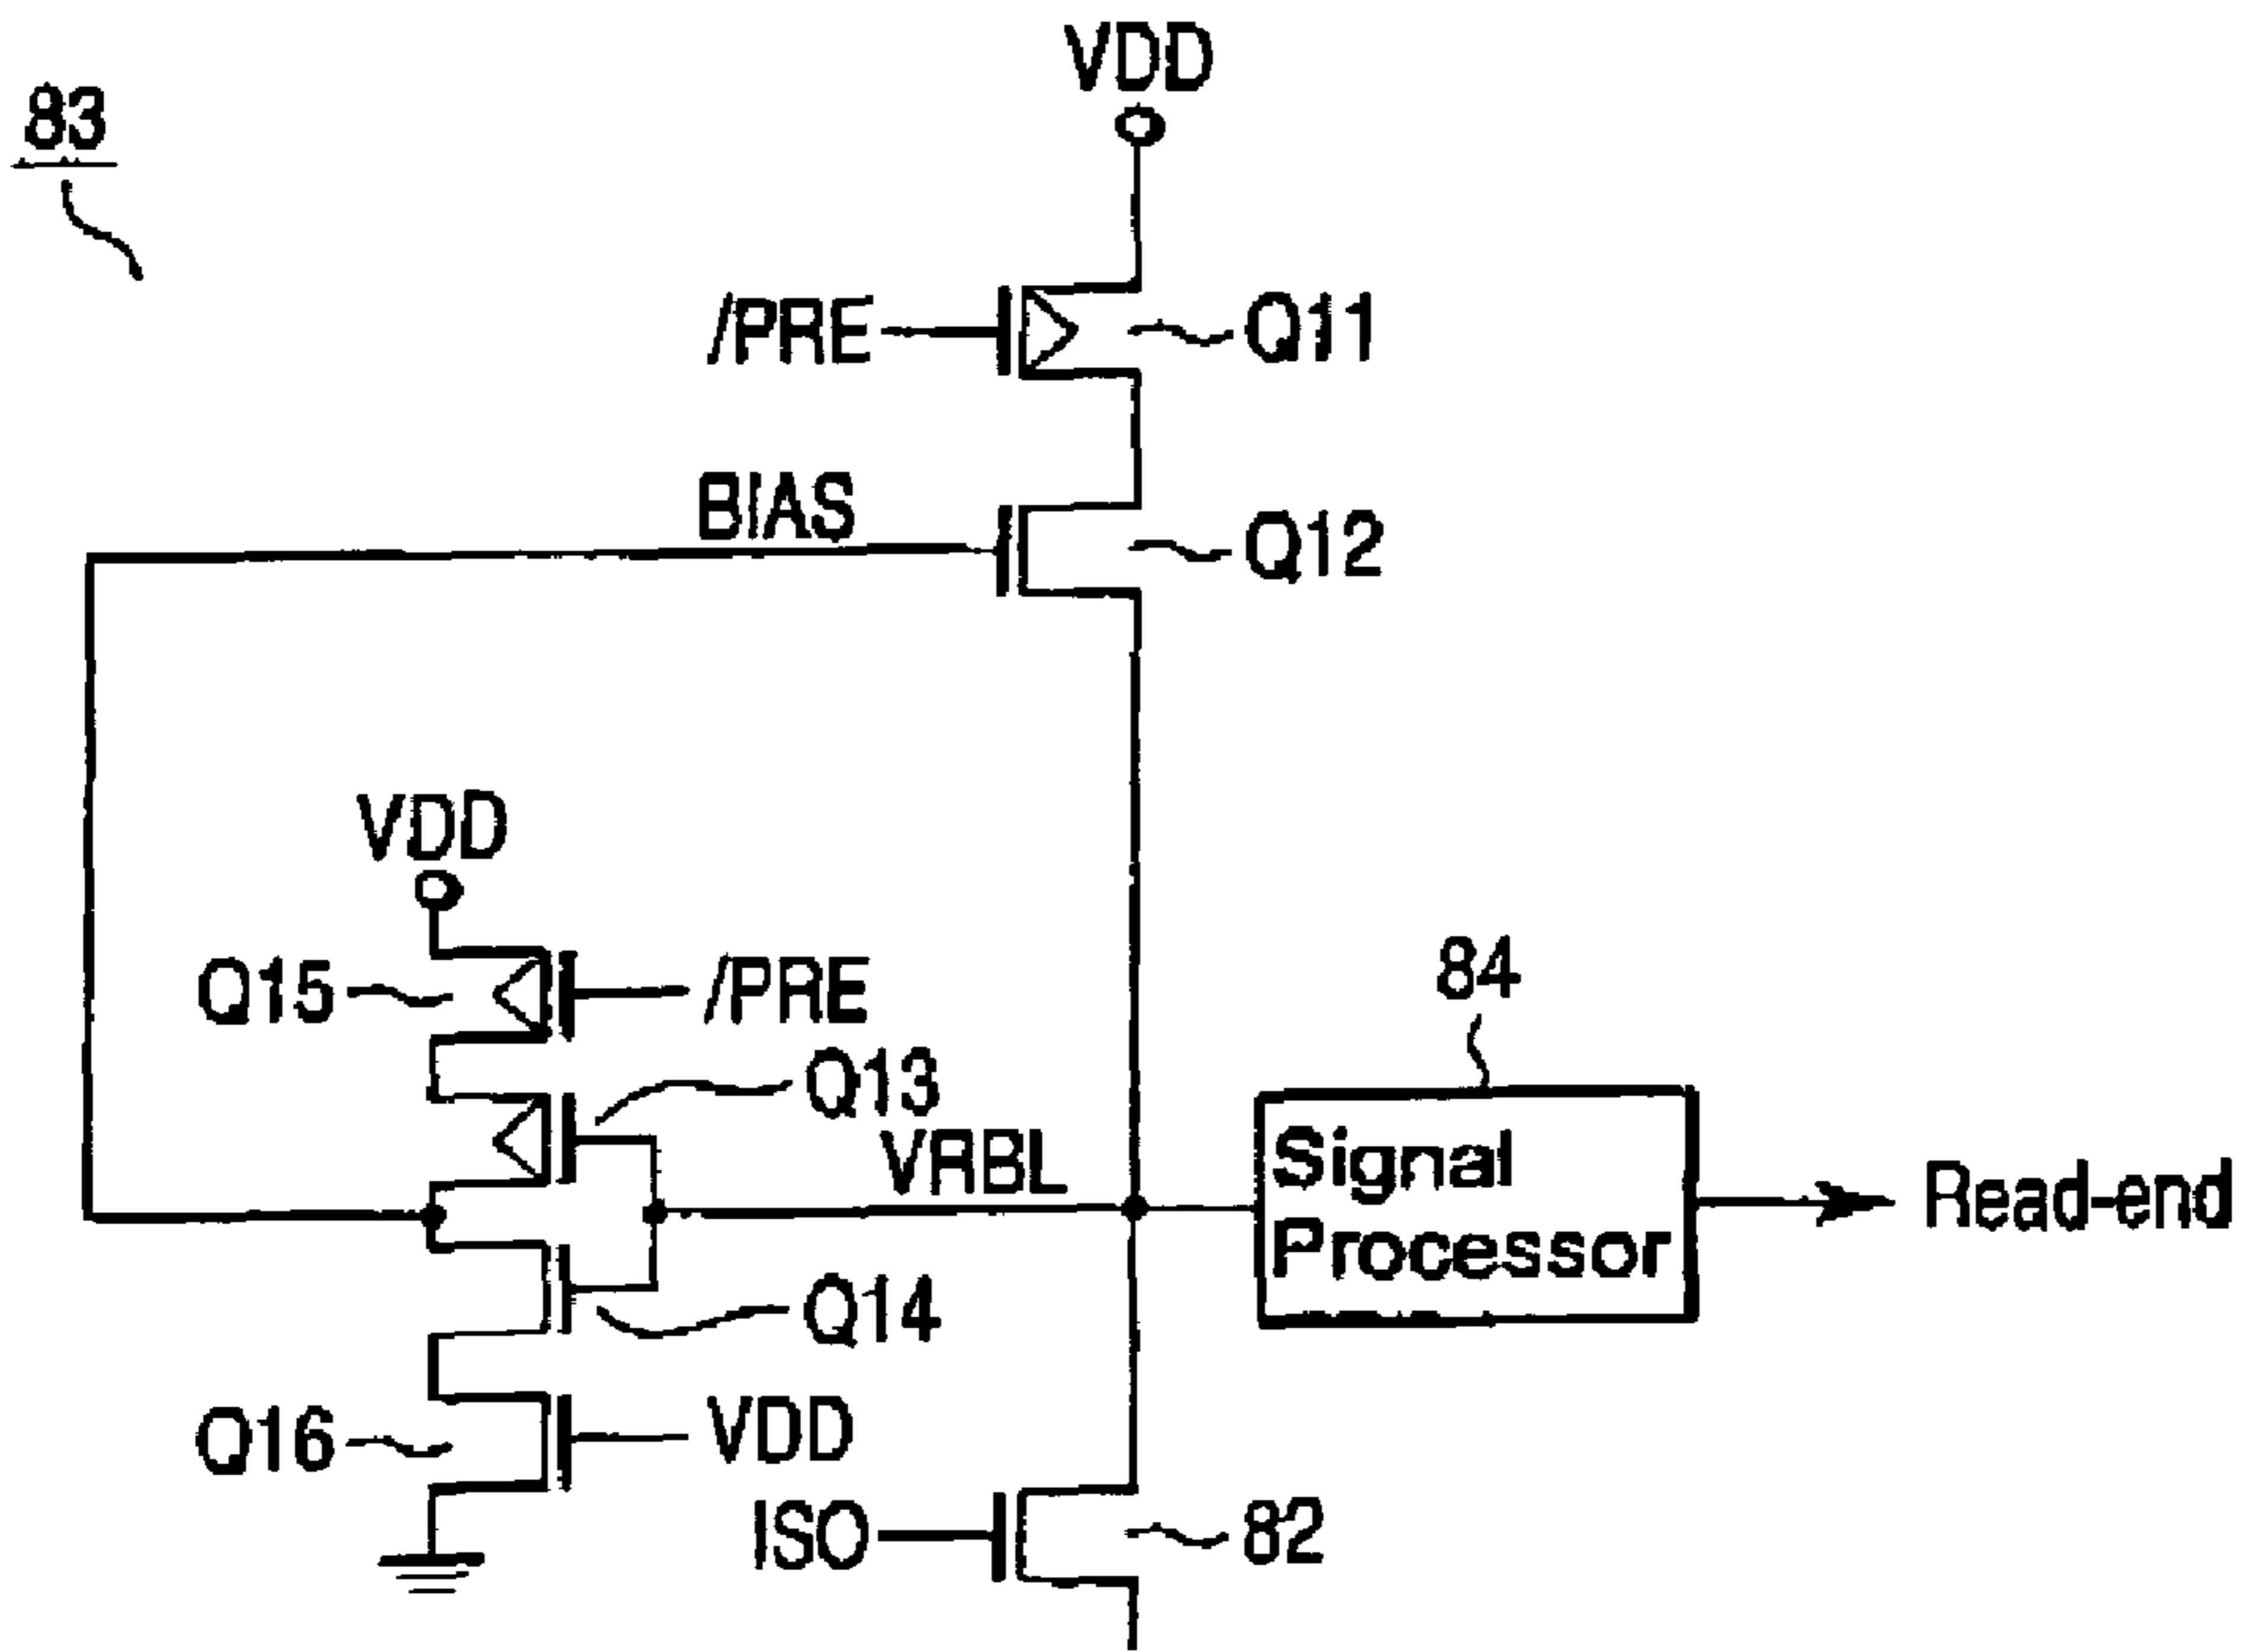 VDD
83
/PRE
Q11
BIAS
Q12
VDD
Q15
/PRE
84
Q13
VRBL
Signal
Processor
Read-end
Q14
Q16
VDD
ISO
82